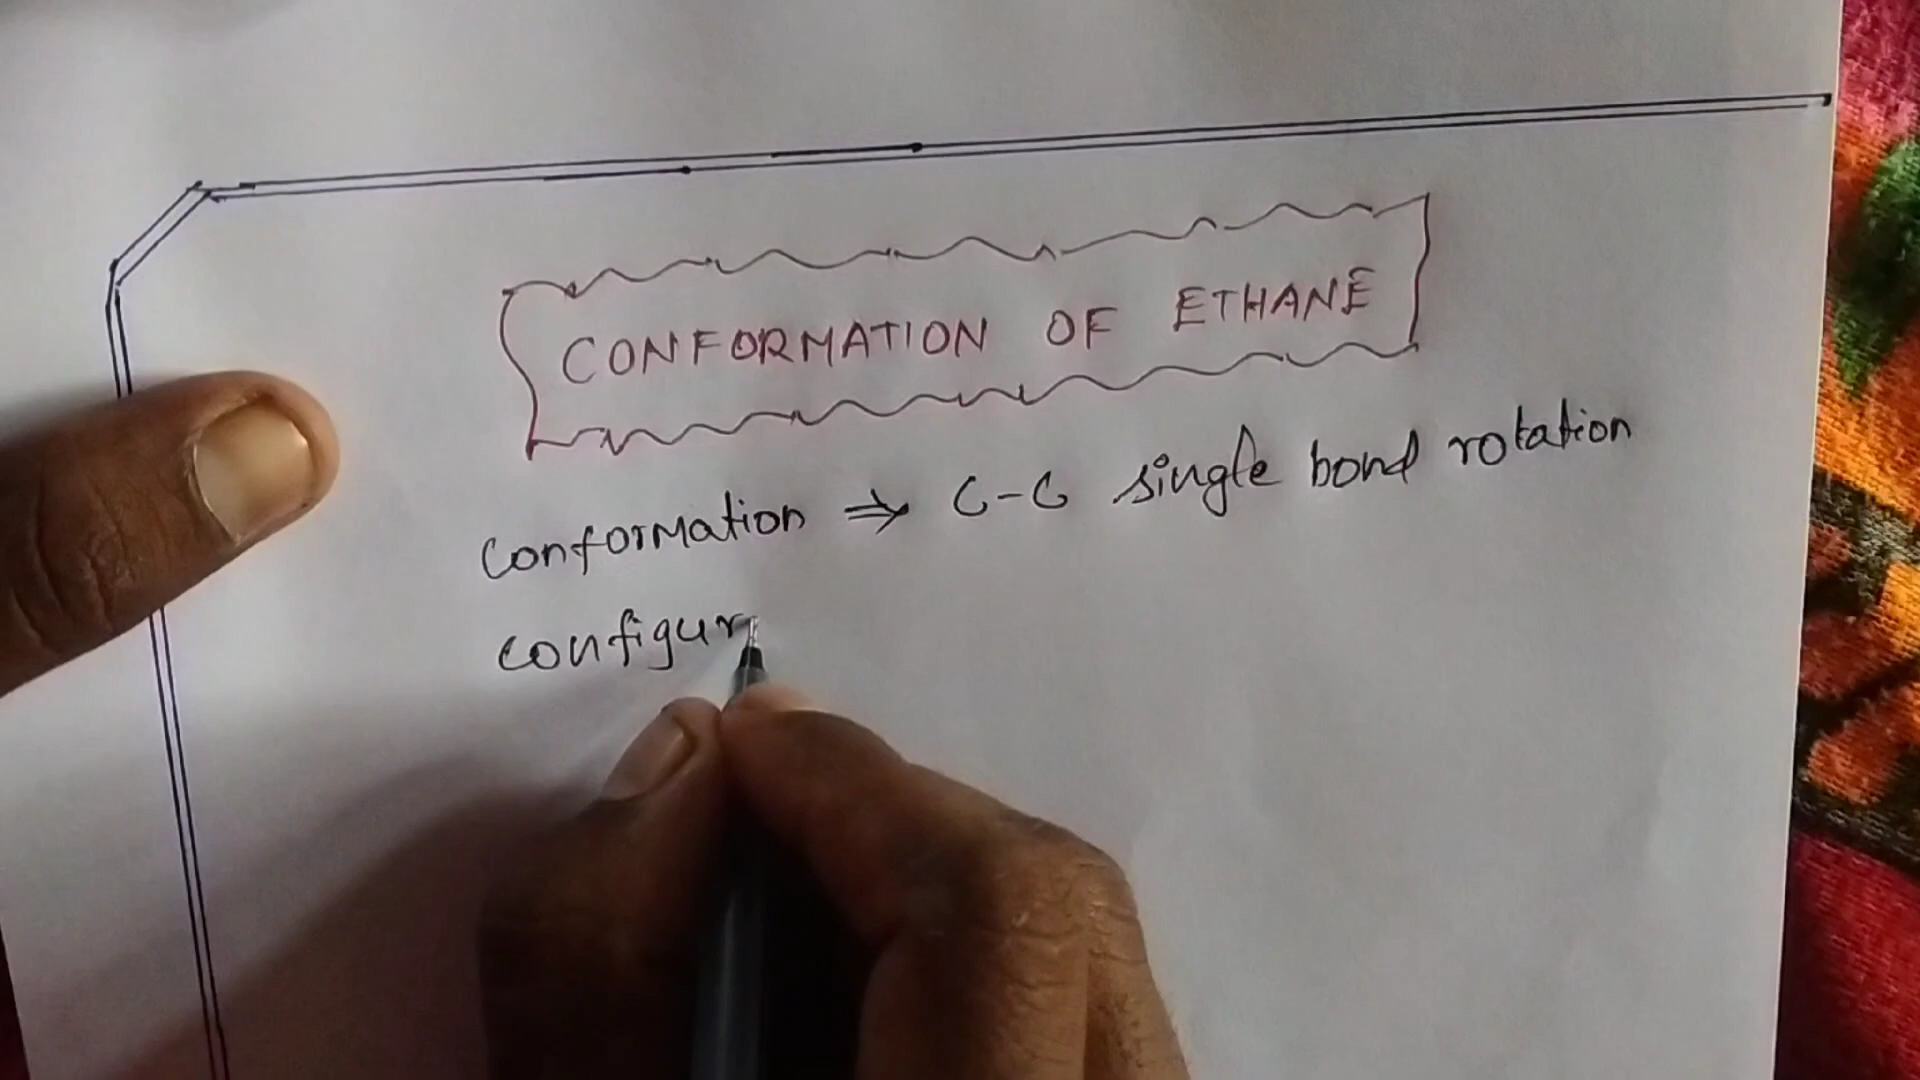 CONFORMATION OF ETHANE
Conformation ⇒ C-C single bond rotation
configur